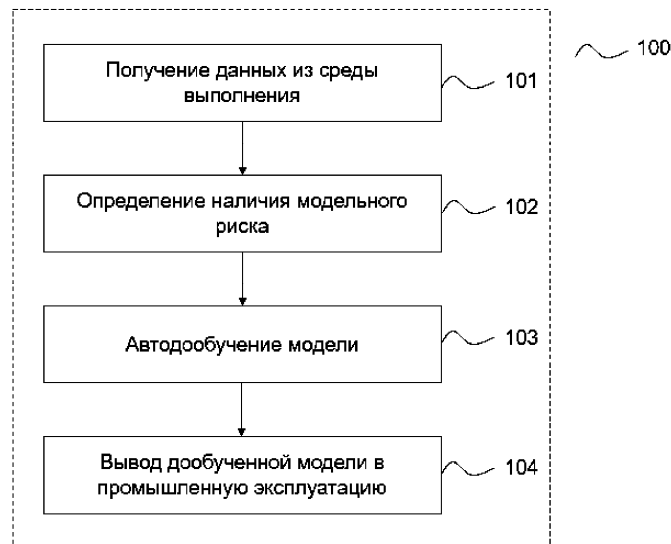 Получение данных из среды
выполнения
101
100
Определение наличия модельного
риска
102
Автодообучение модели
103
Вывод дообученной модели в
промышленную эксплуатацию
104